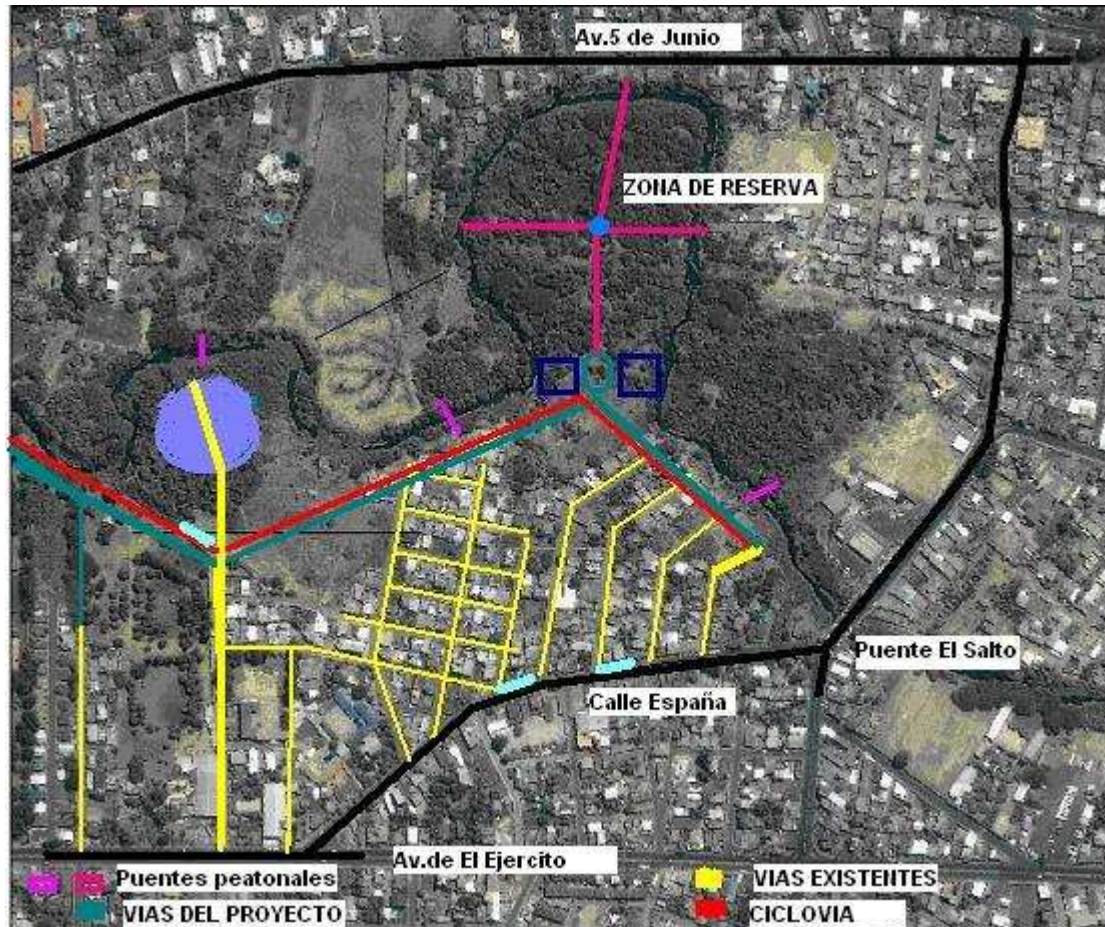 Av.5 de Junio
ZONA DE RESERVA
Puente El Salto
Calle España
Av.de El Ejercito
Puentes peatonales
VIAS EXISTENTES
VIAS DEL PROYECTO
CICLOVIA